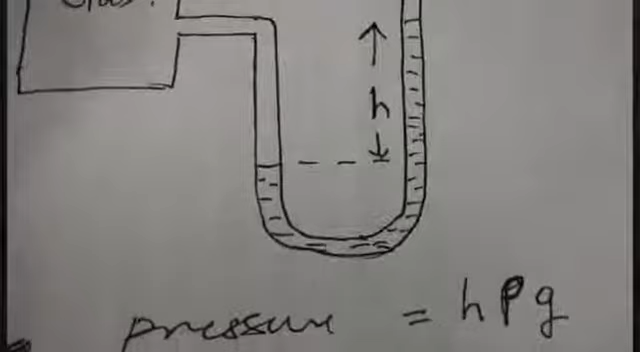 h
pressure = hρg